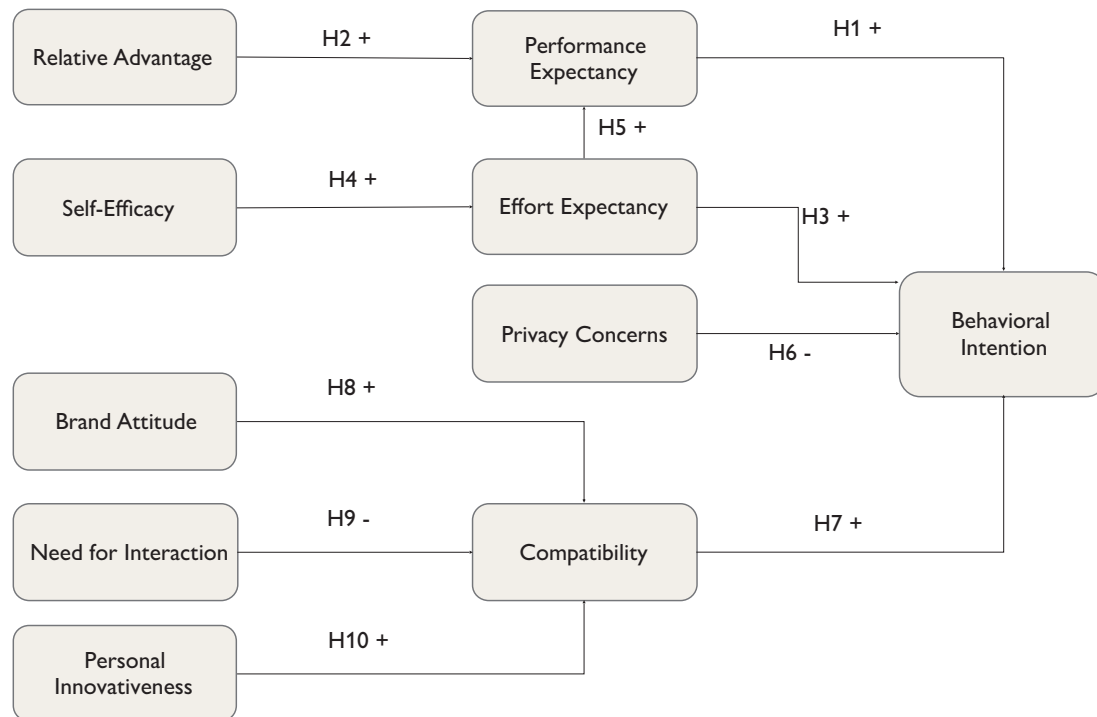 Relative Advantage
H2 +
Performance
Expectancy
H1 +
H5 +
Self-Efficacy
H4 +
Effort Expectancy
H3 +
Privacy Concerns
H6 -
Behavioral
Intention
Brand Attitude
H8 +
Need for Interaction
H9 -
Compatibility
H7 +
Personal
Innovativeness
H10 +